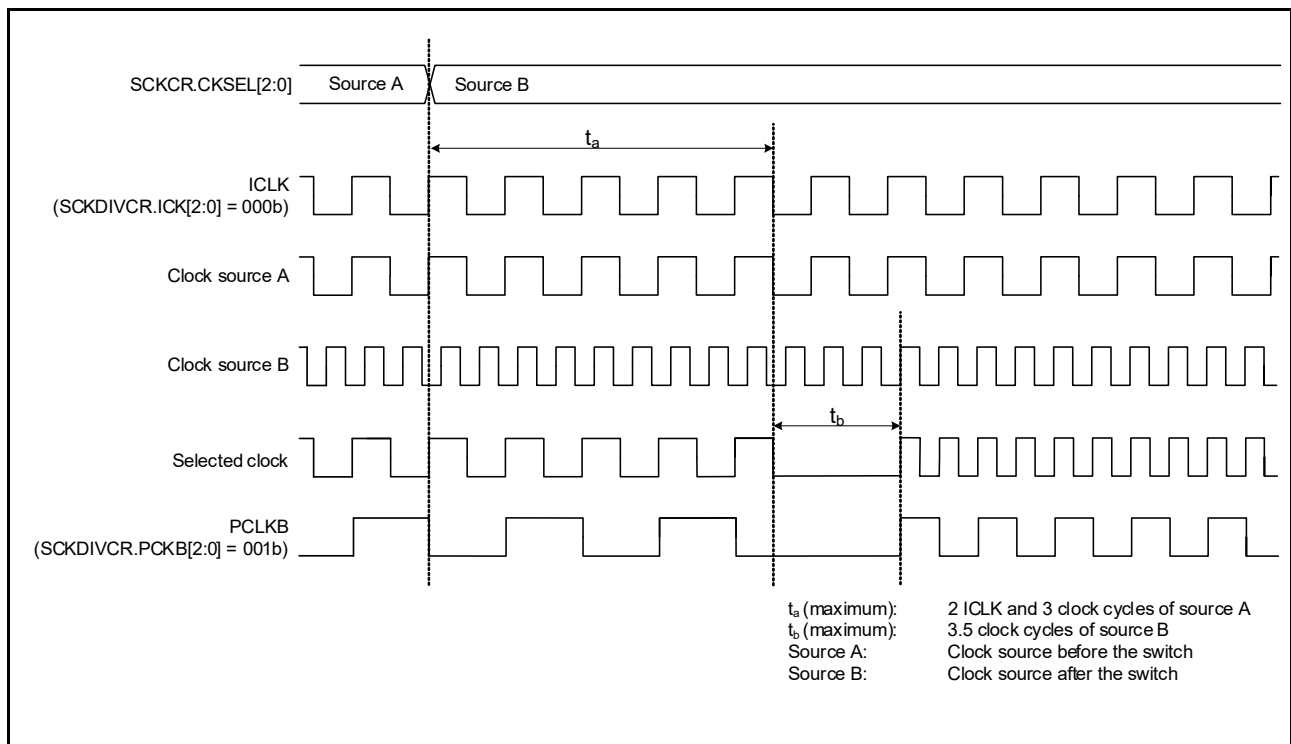 SCKCR.CKSEL[2:0] Source A Source B
ta
ICLK
(SCKDIVCR.ICK[2:0] = 000b)
Clock source A
Clock source B
tb
Selected clock
PCLKB
(SCKDIVCR.PCKB[2:0] = 001b)
ta (maximum): 2 ICLK and 3 clock cycles of source A
tb (maximum): 3.5 clock cycles of source B
Source A: Clock source before the switch
Source B: Clock source after the switch